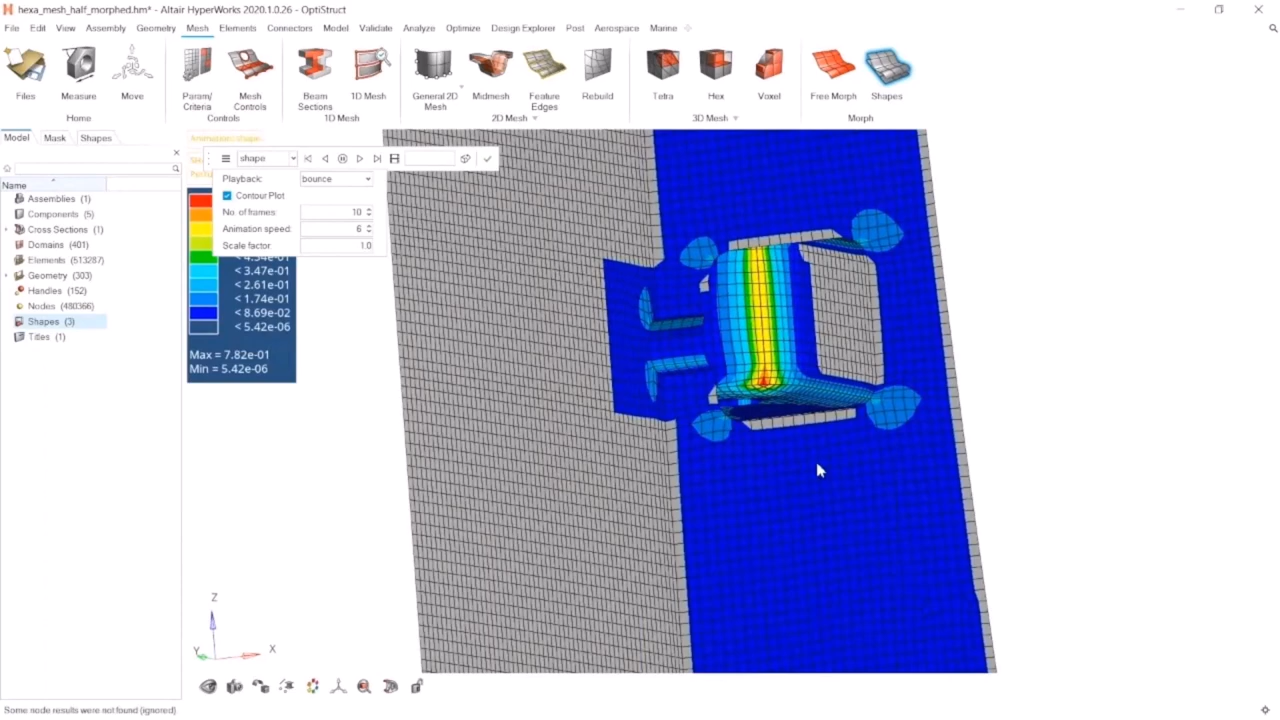 hexa_mesh_half_morphed.hm* - Altair HyperWorks 2020.1.0.26 - OptiStruct
File Edit View Assembly Geometry Mesh Elements Connectors Model Validate Analyze Optimize Design Explorer Post Aerospace Marine
Files Measure Move Param/ Criteria Mesh Controls Beam Sections 1D Mesh General 2D Mesh Midmesh Feature Edges Rebuild Tetra Hex Voxel Free Morph Shapes
Home Controls 1D Mesh 2D Mesh 3D Mesh Morph
Model Mask Shapes
Animation: shape
shape
Playback: bounce
Contour Plot
No. of frames: 10
Animation speed: 6
Scale factor: 1.0
Name
Assemblies (1)
Components (5)
Cross Sections (1)
Domains (401)
Elements (513287)
Geometry (303)
Handles (152)
Nodes (480366)
Shapes (3)
Titles (1)
< 4.34e-01
< 3.47e-01
< 2.61e-01
< 1.74e-01
< 8.69e-02
< 5.42e-06
Max = 7.82e-01
Min = 5.42e-06
Z
Y
X
Some node results were not found (ignored).